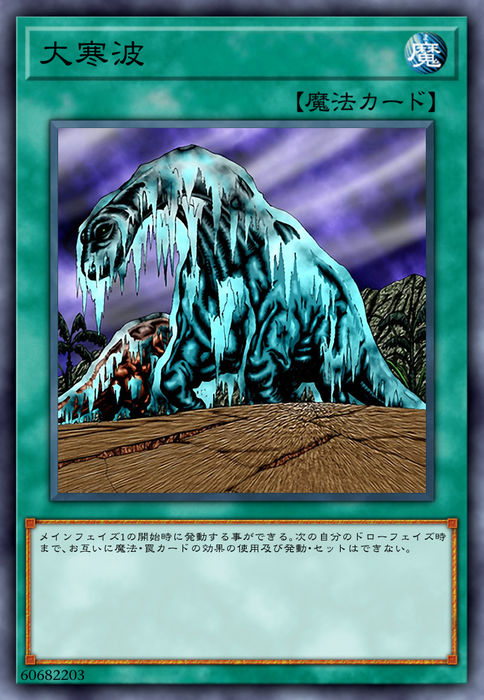 大寒波
魔
【魔法カード】
メインフェイズ1の開始時に発動する事ができる。次の自分のドローフェイズ時
まで、お互いに魔法・罠カードの効果の使用及び発動・セットはできない。
60682203